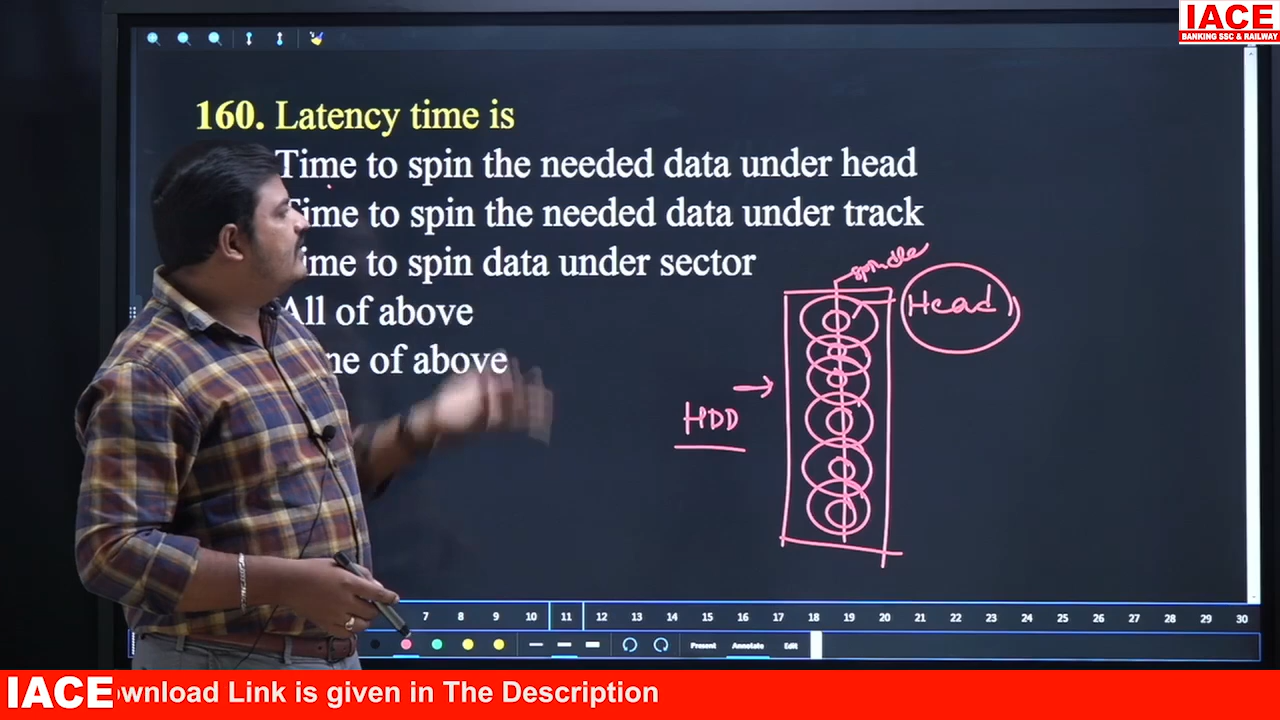 IACE
BANKING SSC & RAILWAY
160. Latency time is
Time to spin the needed data under head
Time to spin the needed data under track
ime to spin data under sector
All of above
ne of above
spindle
Head
HDD
7 8 9 10 11 12 13 14 15 16 17 18 19 20 21 22 23 24 25 26 27 28 29 30
Present Annotate Edit
IACE wnload Link is given in The Description